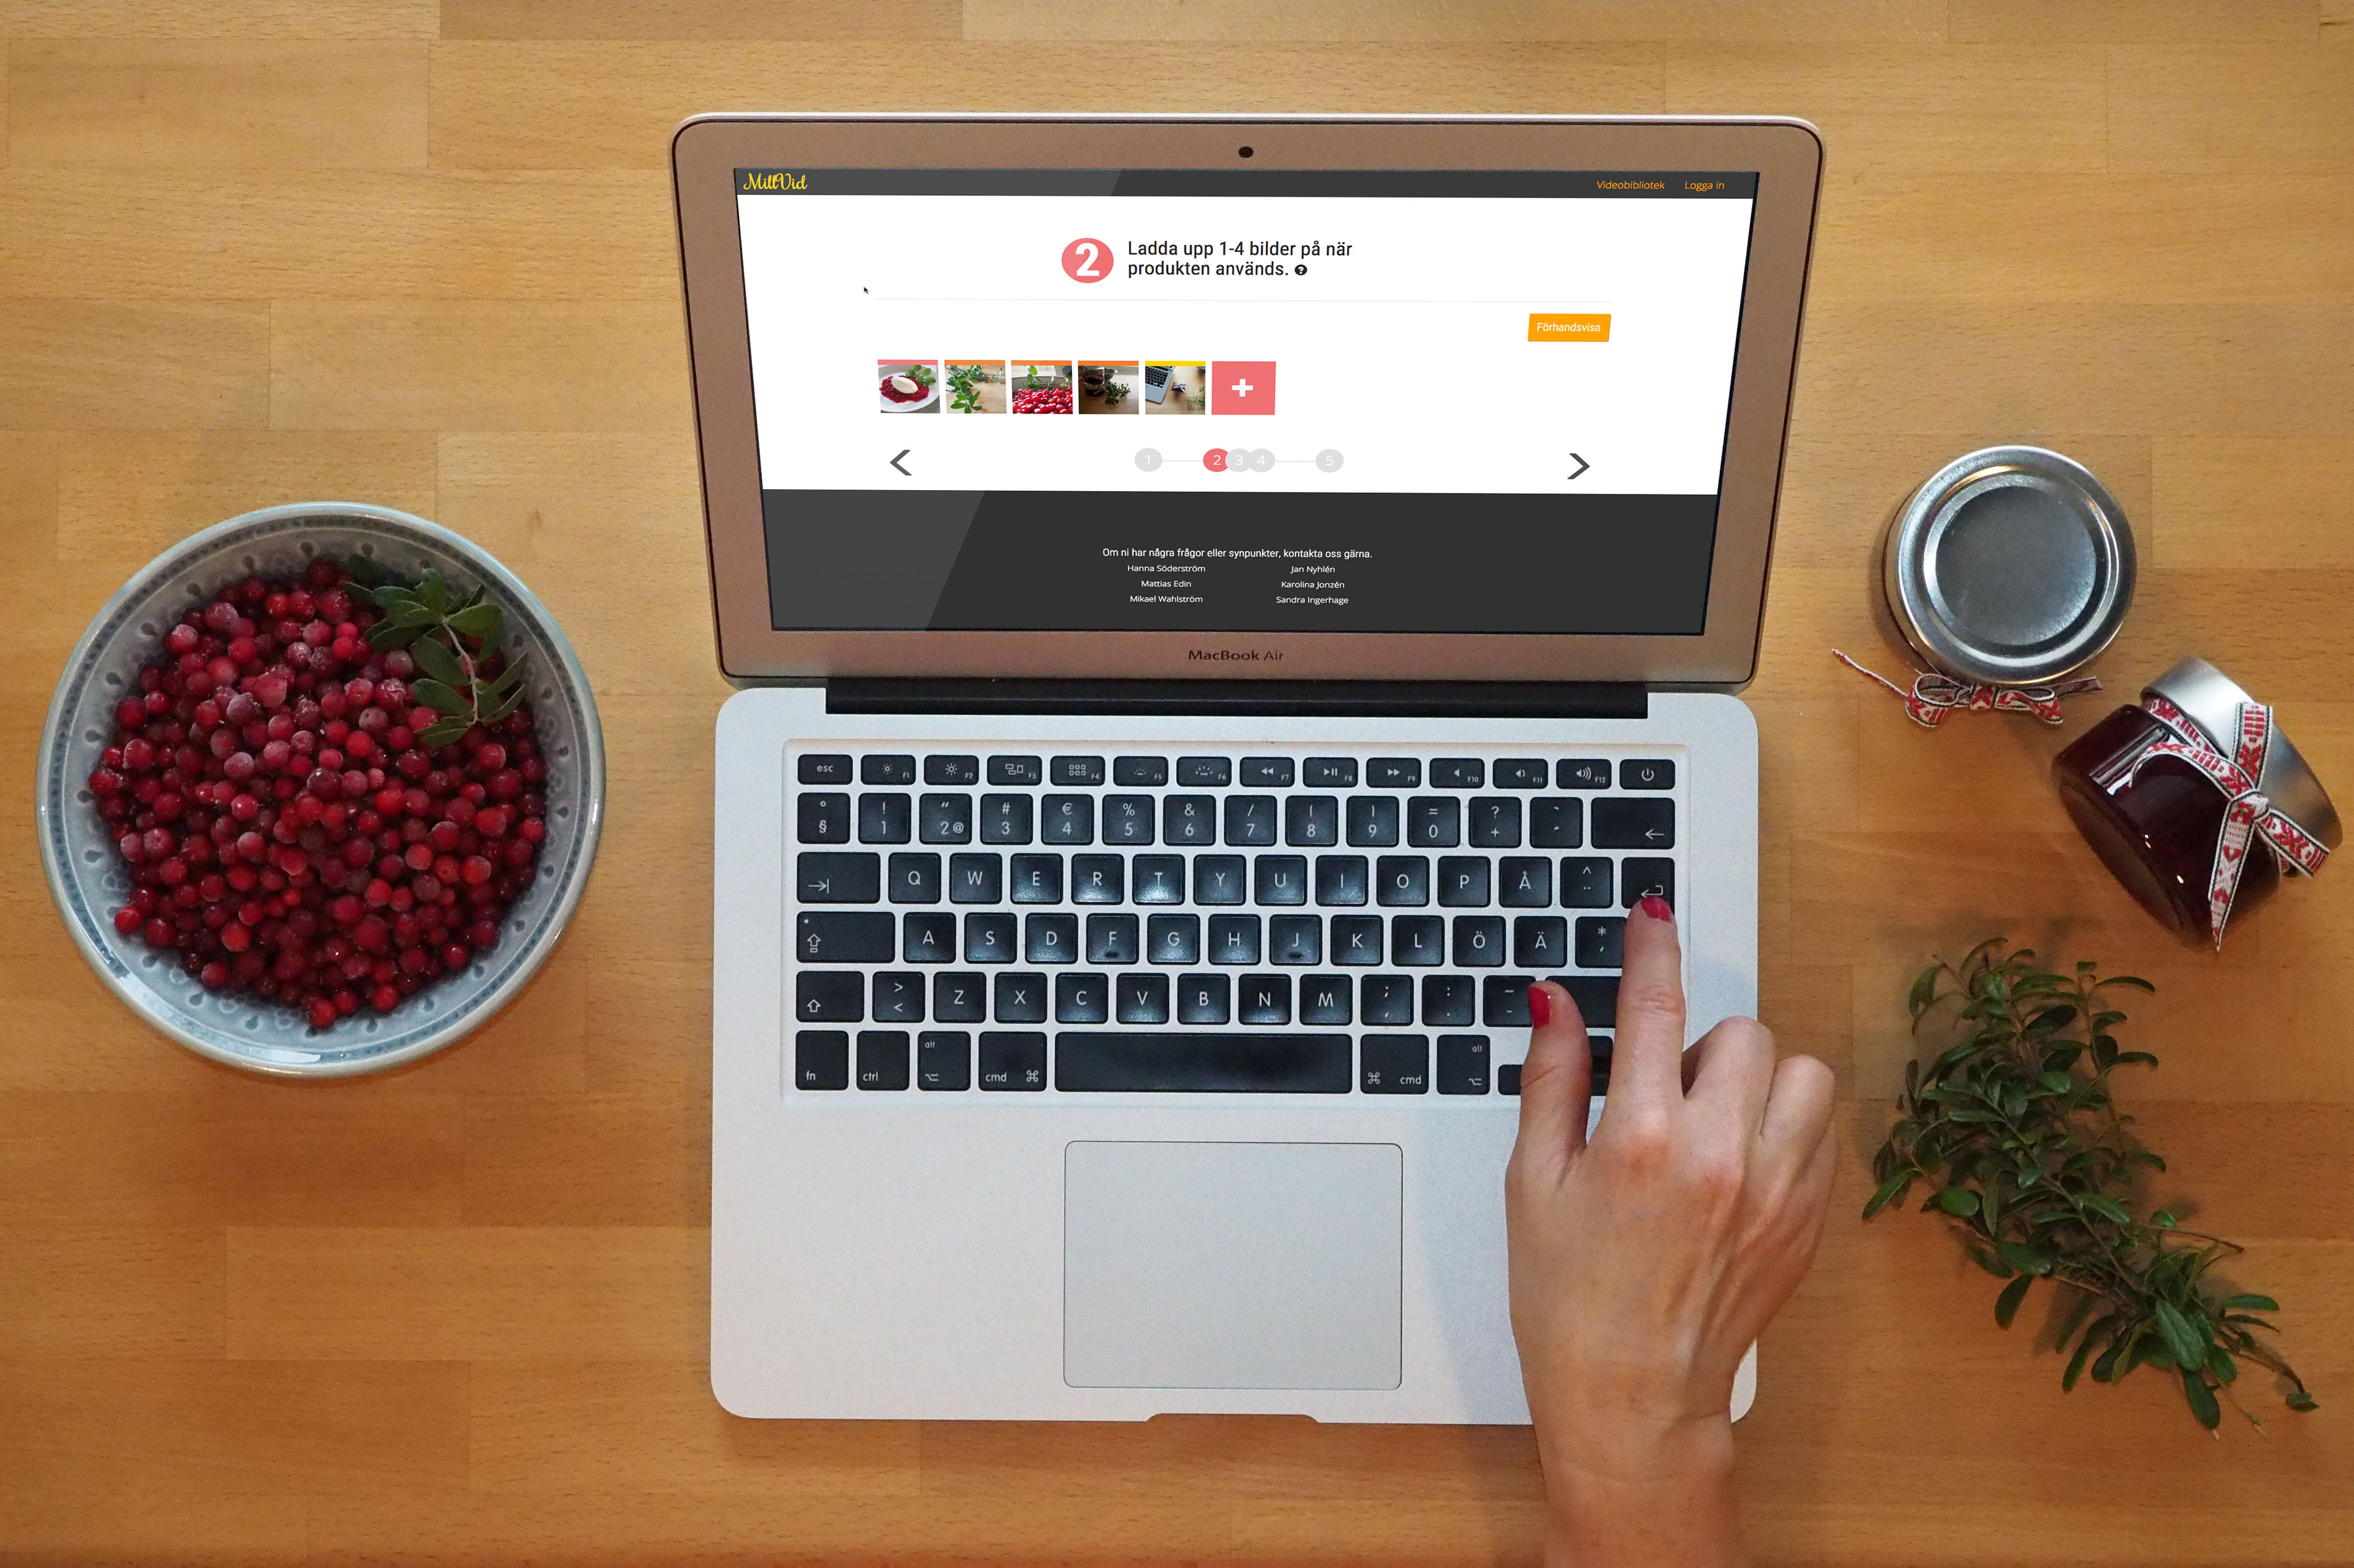 MillVid
Videobibliotek Logga in
2 Ladda upp 1-4 bilder på när
produkten används. ?
Förhandsvisa
+
1 2 3 4 5
Om ni har några frågor eller synpunkter, kontakta oss gärna.
Hanna Söderström Jan Nyhlén
Mattias Edin Karolina Jonzén
Mikael Wahlström Sandra Ingerhage
MacBook Air
esc F1 F2 F3 F4 F5 F6 F7 F8 F9 F10 F11 F12
° ! " # € % & / ( ) = ? `
§ 1 2 @ 3 4 5 6 7 8 9 0 + ´
Q W E R T Y U I O P Å ^ ¨
A S D F G H J K L Ö Ä * '
> < Z X C V B N M ; , : . _ -
alt alt
fn ctrl cmd ⌘ ⌘ cmd